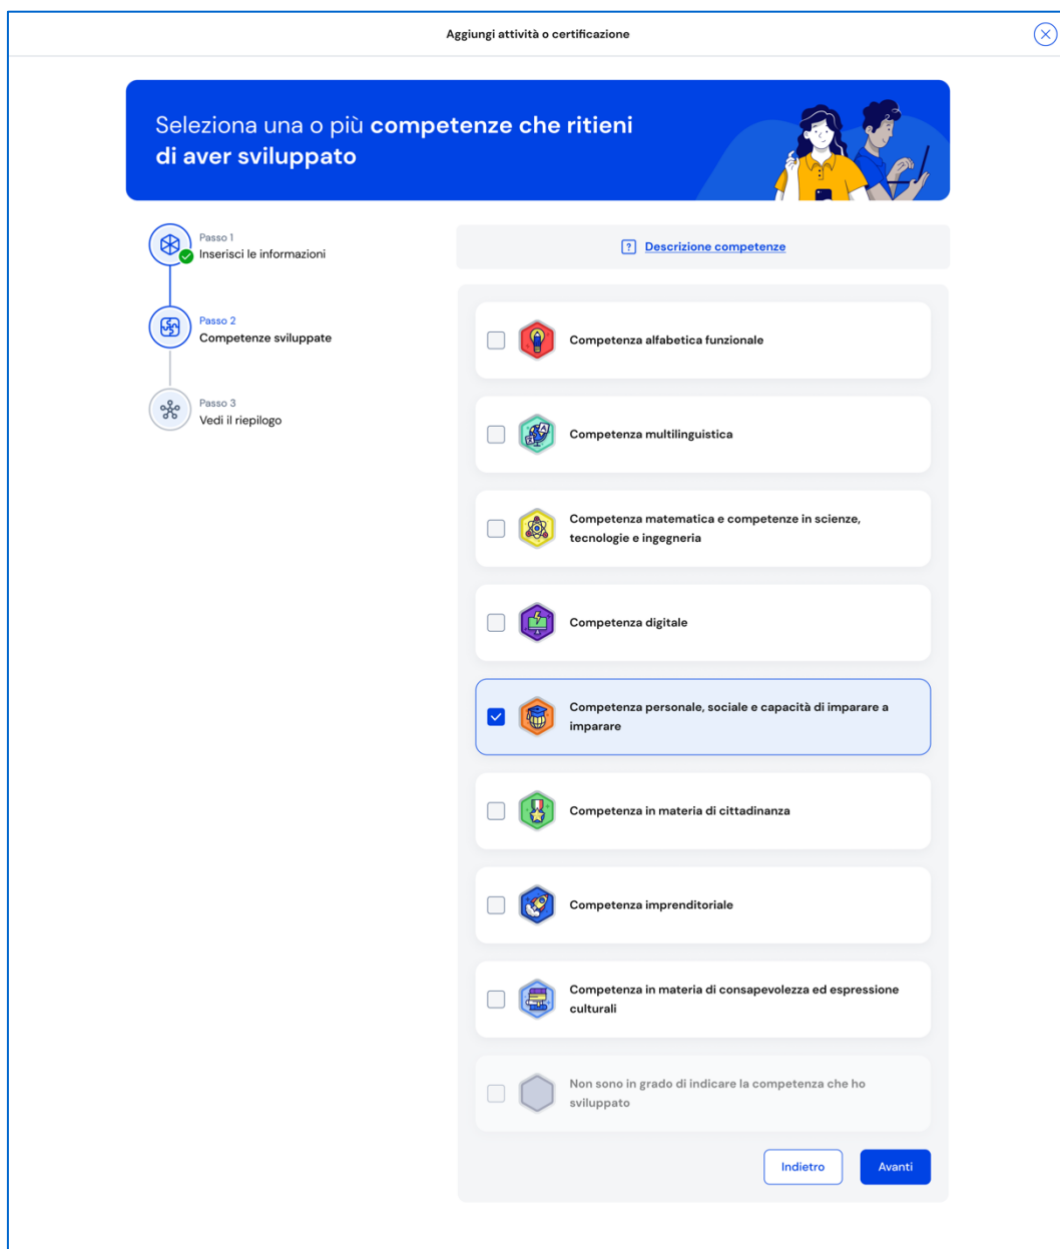 Aggiungi attività o certificazione
Seleziona una o più competenze che ritieni
di aver sviluppato
Passo 1
Inserisci le informazioni
Passo 2
Competenze sviluppate
Passo 3
Vedi il riepilogo
Descrizione competenze
Competenza alfabetica funzionale
Competenza multilinguistica
Competenza matematica e competenze in scienze,
tecnologie e ingegneria
Competenza digitale
Competenza personale, sociale e capacità di imparare a
imparare
Competenza in materia di cittadinanza
Competenza imprenditoriale
Competenza in materia di consapevolezza ed espressione
culturali
Non sono in grado di indicare la competenza che ho
sviluppato
Indietro
Avanti